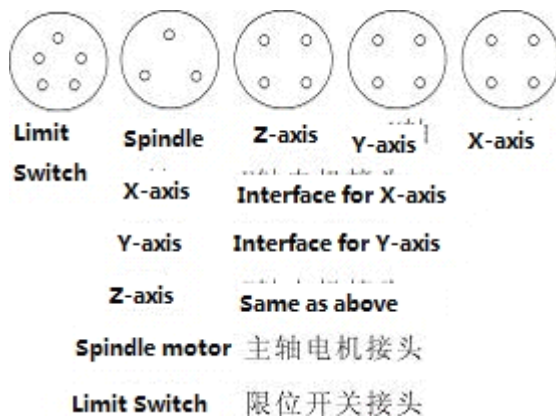 Limit Switch
Spindle
Z-axis
Y-axis
X-axis
X-axis Interface for X-axis
Y-axis Interface for Y-axis
Z-axis Same as above
Spindle motor 主轴电机接头
Limit Switch 限位开关接头